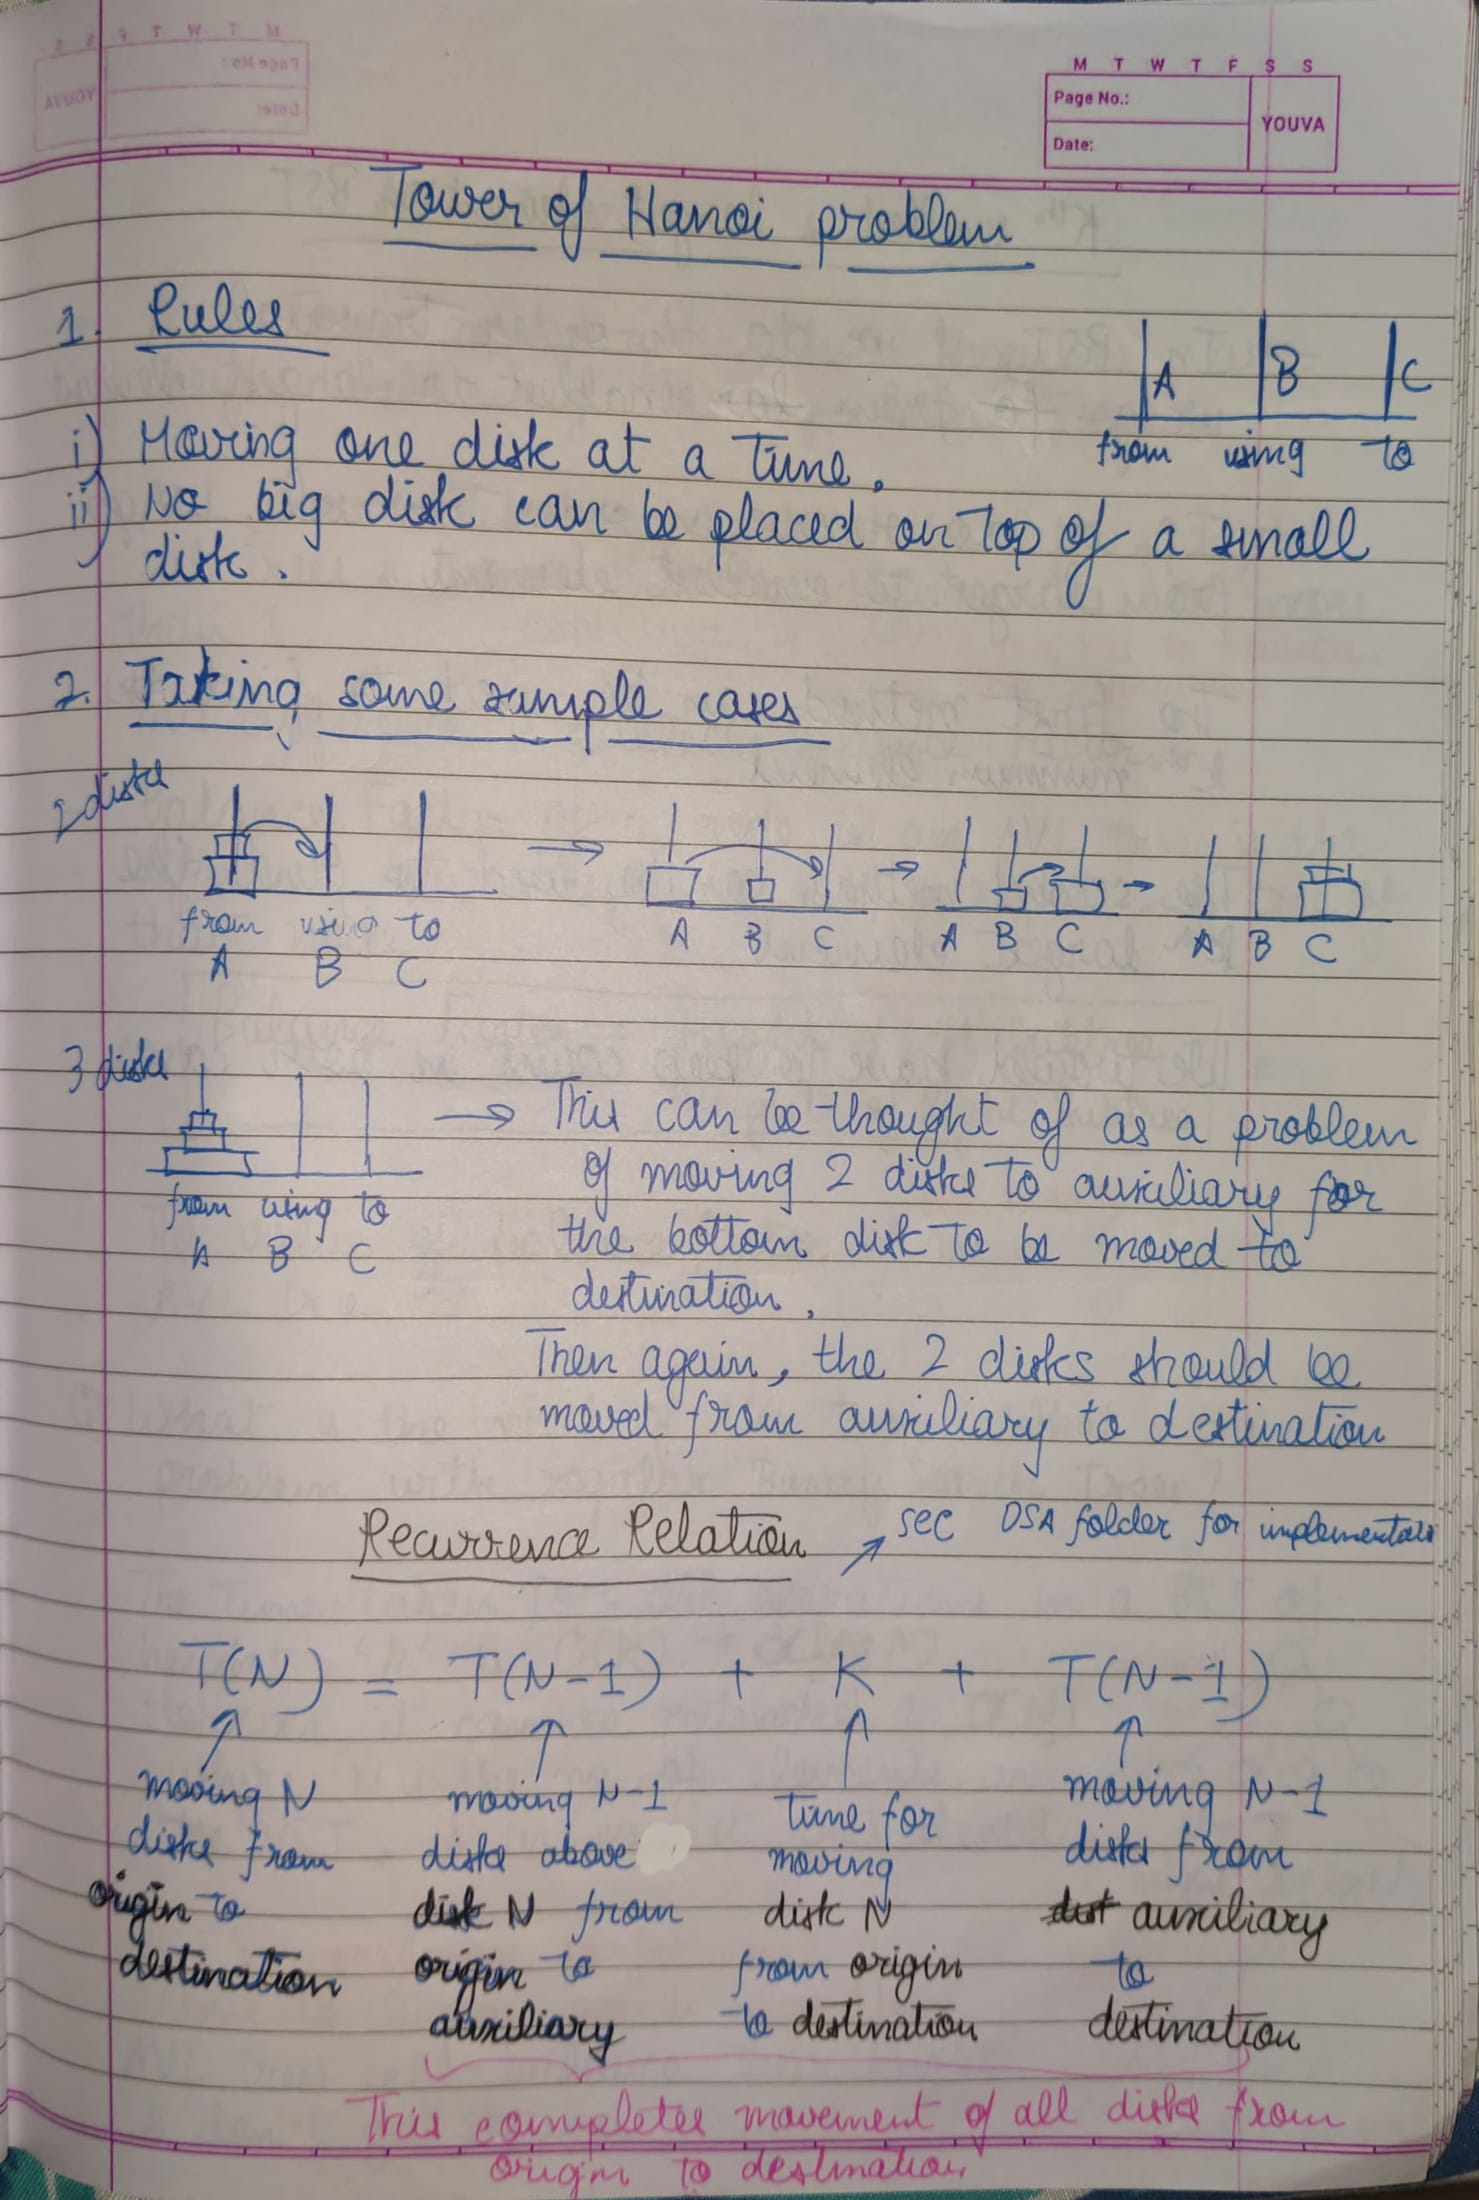 M T W T F S S
Page No.:
YOUVA
Date:
Tower of Hanoi problem
1. Rules
A B C
from using to
i) Moving one disk at a time.
ii) No big disk can be placed on top of a small
disk.
2. Taking some sample cases
2 disks
from using to
A B C
A B C
A B C
A B C
3 disks
from using to
A B C
→ This can be thought of as a problem
of moving 2 disks to auxiliary for
the bottom disk to be moved to
destination.
Then again, the 2 disks should be
moved from auxiliary to destination
Recurrence Relation
see DSA folder for
T(N) = T(N-1) + K + T(N-1)
moving N
disks from
origin to
destination
moving N-1
disks above
disk N from
origin to
auxiliary
time for
moving
disk N
from origin
to destination
moving N-1
disks from
auxiliary
to
destination
This completes movement of all disks from
origin to destination